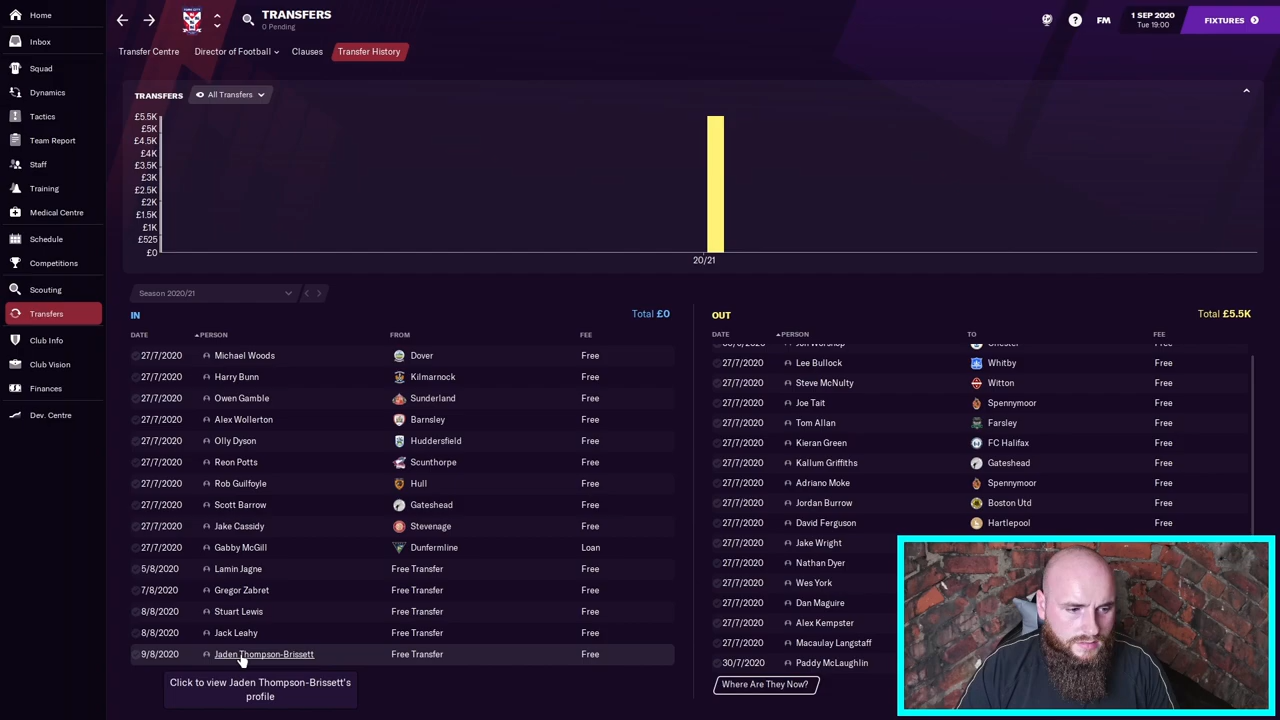 Home
TRANSFERS
0 Pending
FM
1 SEP 2020
Tue 19:00
FIXTURES
Inbox
Transfer Centre
Director of Football
Clauses
Transfer History
Squad
Dynamics
Tactics
Team Report
Staff
Training
Medical Centre
Schedule
Competitions
Scouting
Transfers
Club Info
Club Vision
Finances
Dev. Centre
TRANSFERS
All Transfers
£5.5K
£5K
£4.5K
£4K
£3.5K
£3K
£2.5K
£2K
£1.5K
£1K
£525
£0
20/21
Season 2020/21
IN
Total £0
DATE PERSON FROM FEE
27/7/2020 Michael Woods Dover Free
27/7/2020 Harry Bunn Kilmarnock Free
27/7/2020 Owen Gamble Sunderland Free
27/7/2020 Alex Wollerton Barnsley Free
27/7/2020 Olly Dyson Huddersfield Free
27/7/2020 Reon Potts Scunthorpe Free
27/7/2020 Rob Guilfoyle Hull Free
27/7/2020 Scott Barrow Gateshead Free
27/7/2020 Jake Cassidy Stevenage Free
27/7/2020 Gabby McGill Dunfermline Loan
5/8/2020 Lamin Jagne Free Transfer Free
7/8/2020 Gregor Zabret Free Transfer Free
8/8/2020 Stuart Lewis Free Transfer Free
8/8/2020 Jack Leahy Free Transfer Free
9/8/2020 Jaden Thompson-Brissett Free Transfer Free
Click to view Jaden Thompson-Brissett's
profile
OUT
Total £5.5K
DATE PERSON TO FEE
27/7/2020 Lee Bullock Whitby Free
27/7/2020 Steve McNulty Witton Free
27/7/2020 Joe Tait Spennymoor Free
27/7/2020 Tom Allan Farsley Free
27/7/2020 Kieran Green FC Halifax Free
27/7/2020 Kallum Griffiths Gateshead Free
27/7/2020 Adriano Moke Spennymoor Free
27/7/2020 Jordan Burrow Boston Utd Free
27/7/2020 David Ferguson Hartlepool Free
27/7/2020 Jake Wright
27/7/2020 Nathan Dyer
27/7/2020 Wes York
27/7/2020 Dan Maguire
27/7/2020 Alex Kempster
27/7/2020 Macaulay Langstaff
30/7/2020 Paddy McLaughlin
Where Are They Now?